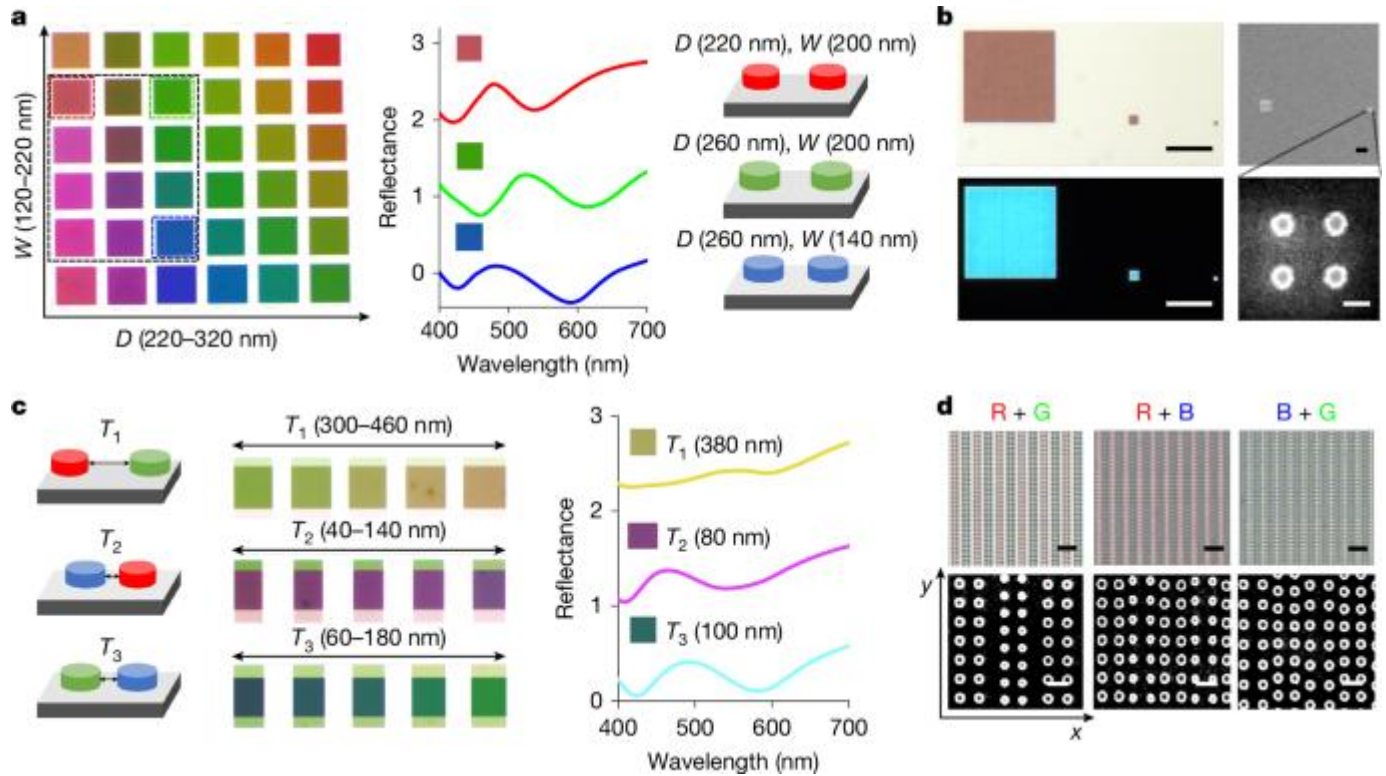 a
W (120–220 nm)
D (220–320 nm)
3
2
1
0
Reflectance
400
500
600
700
Wavelength (nm)
D (220 nm), W (200 nm)
D (260 nm), W (200 nm)
D (260 nm), W (140 nm)
b
c
T1
T2
T3
T1 (300–460 nm)
T2 (40–140 nm)
T3 (60–180 nm)
3
2
1
0
Reflectance
T1 (380 nm)
T2 (80 nm)
T3 (100 nm)
400
500
600
700
Wavelength (nm)
d
R + G
R + B
B + G
y
x